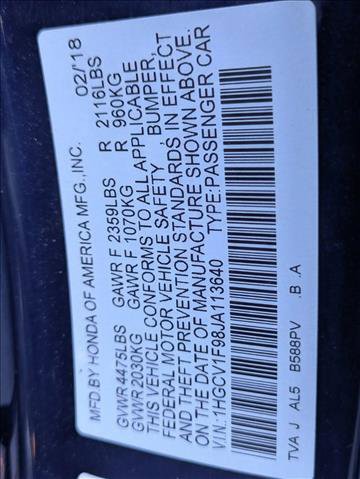 MFD.BY HONDA OF AMERICA MFG.,INC. 02/18
GVWR 4475LBS GAWR F 2359LBS R 2116LBS
GVWR 2030KG GAWR F 1070KG R 960KG
THIS VEHICLE CONFORMS TO ALL APPLICABLE
FEDERAL MOTOR VEHICLE SAFETY, BUMPER,
AND THEFT PREVENTION STANDARDS IN EFFECT
ON THE DATE OF MANUFACTURE SHOWN ABOVE.
V.I.N.:1HGCV1F98JA113640 TYPE:PASSENGER CAR
TVA J AL5 B588PV .B .A